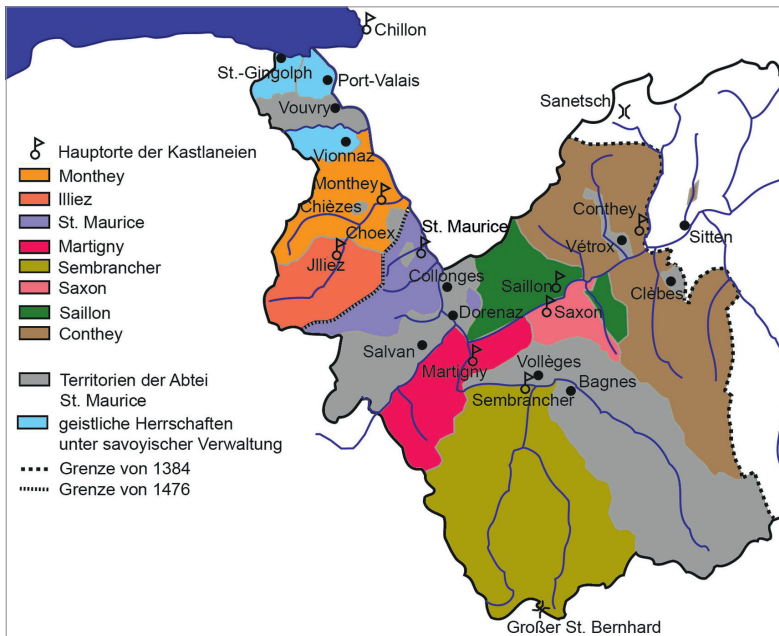 Chillon
St.-Gingolph
Port-Valais
Sanetsch
Vouvry
Hauptorte der Kastlaneien
Vionnaz
Monthey
Monthey
Illiez
Chièzes
Conthey
St. Maurice
St. Maurice
Choex
Sitten
Martigny
Vétrox
Jlliez
Sembrancher
Collonges
Saillon
Clèbes
Saxon
Saillon
Dorenaz
Saxon
Conthey
Salvan
Vollèges
Martigny
Territorien der Abtei
St. Maurice
Bagnes
Sembrancher
geistliche Herrschaften
unter savoyischer Verwaltung
Grenze von 1384
Grenze von 1476
Großer St. Bernhard